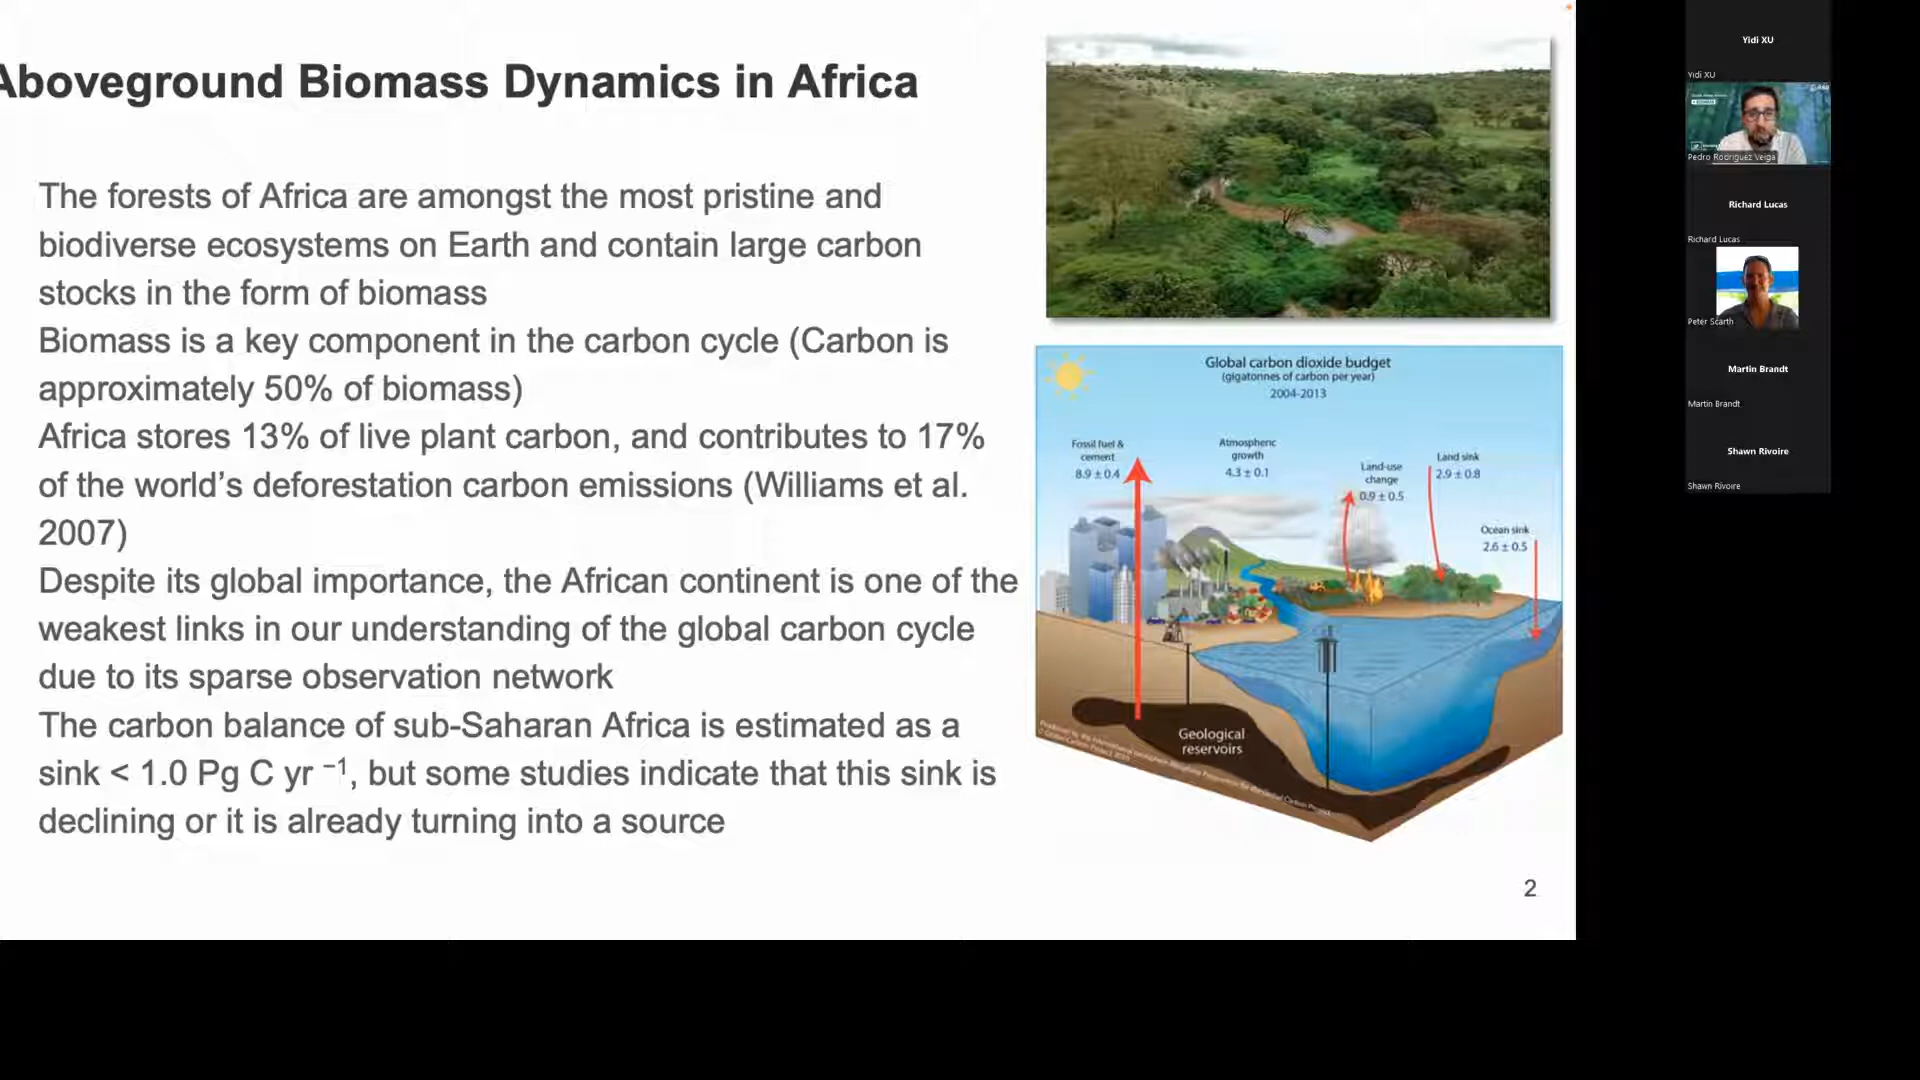 Aboveground Biomass Dynamics in Africa
The forests of Africa are amongst the most pristine and
biodiverse ecosystems on Earth and contain large carbon
stocks in the form of biomass
Biomass is a key component in the carbon cycle (Carbon is
approximately 50% of biomass)
Africa stores 13% of live plant carbon, and contributes to 17%
of the world’s deforestation carbon emissions (Williams et al.
2007)
Despite its global importance, the African continent is one of the
weakest links in our understanding of the global carbon cycle
due to its sparse observation network
The carbon balance of sub-Saharan Africa is estimated as a
sink < 1.0 Pg C yr ⁻¹, but some studies indicate that this sink is
declining or it is already turning into a source
Global carbon dioxide budget
(gigatonnes of carbon per year)
2004-2013
Fossil fuel &
cement
8.9 ± 0.4
Atmospheric
growth
4.3 ± 0.1
Land-use
change
0.9 ± 0.5
Land sink
2.9 ± 0.8
Ocean sink
2.6 ± 0.5
Geological
reservoirs
2
Yidi XU
Yidi XU
Pedro Rodriguez Veiga
Richard Lucas
Richard Lucas
Peter Scarth
Martin Brandt
Martin Brandt
Shawn Rivoire
Shawn Rivoire